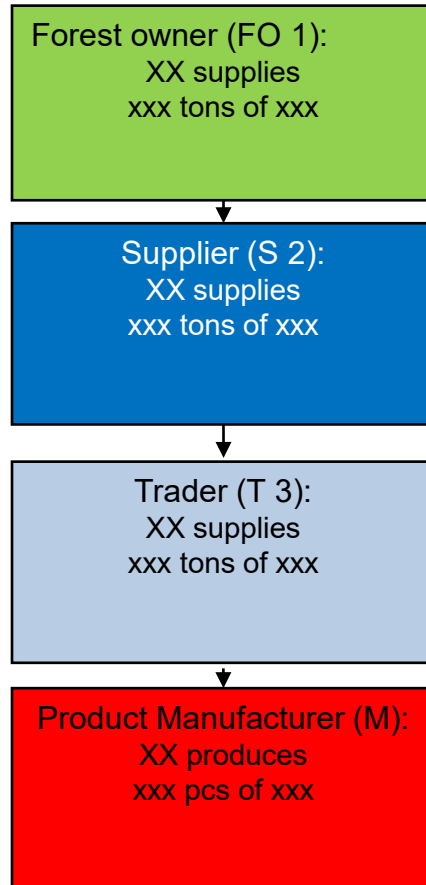 Forest owner (FO 1):
XX supplies
xxx tons of xxx
Supplier (S 2):
XX supplies
xxx tons of xxx
Trader (T 3):
XX supplies
xxx tons of xxx
Product Manufacturer (M):
XX produces
xxx pcs of xxx